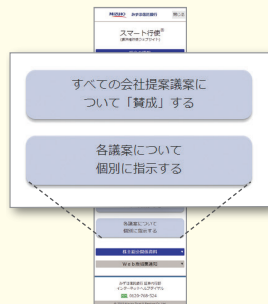 MIZUHO みずほ信託銀行
閉じる
スマート行使®
すべての会社提案議案に
ついて「賛成」する
各議案について
個別に指示する
各議案について
個別に指示する
株主総会関係資料
Web株主総会通知
みずほ信託銀行 証券代行部
インターネットヘルプダイヤル
0120-768-524